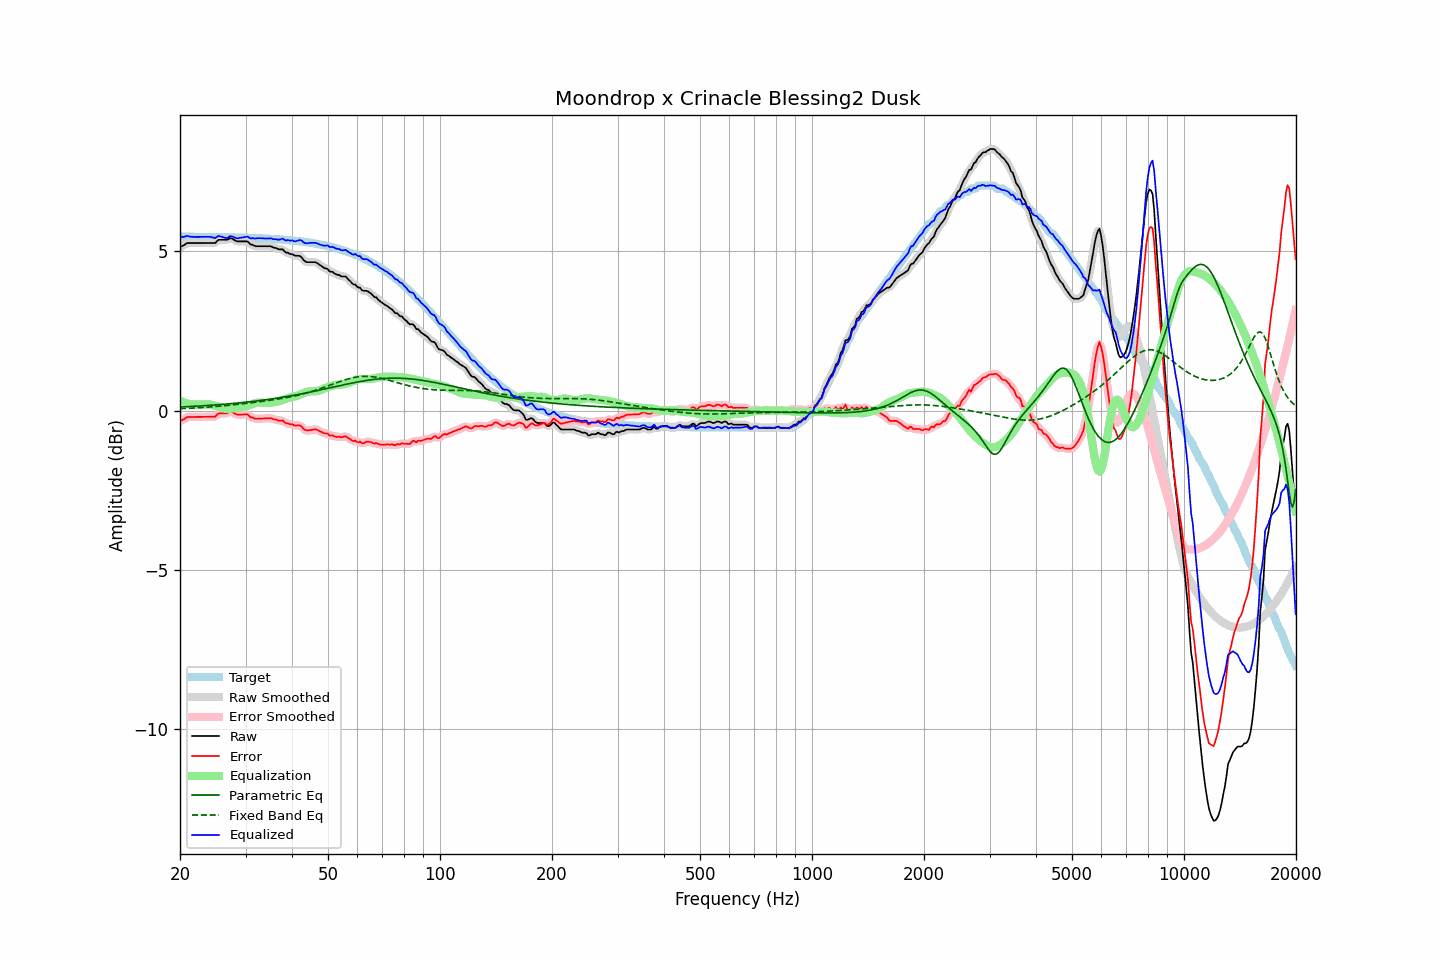 Moondrop x Crinacle Blessing2 Dusk
Amplitude (dBr)
5
0
−5
−10
Target
Raw Smoothed
Error Smoothed
Raw
Error
Equalization
Parametric Eq
Fixed Band Eq
Equalized
20 50 100 200 500 1000 2000 5000 10000 20000
Frequency (Hz)